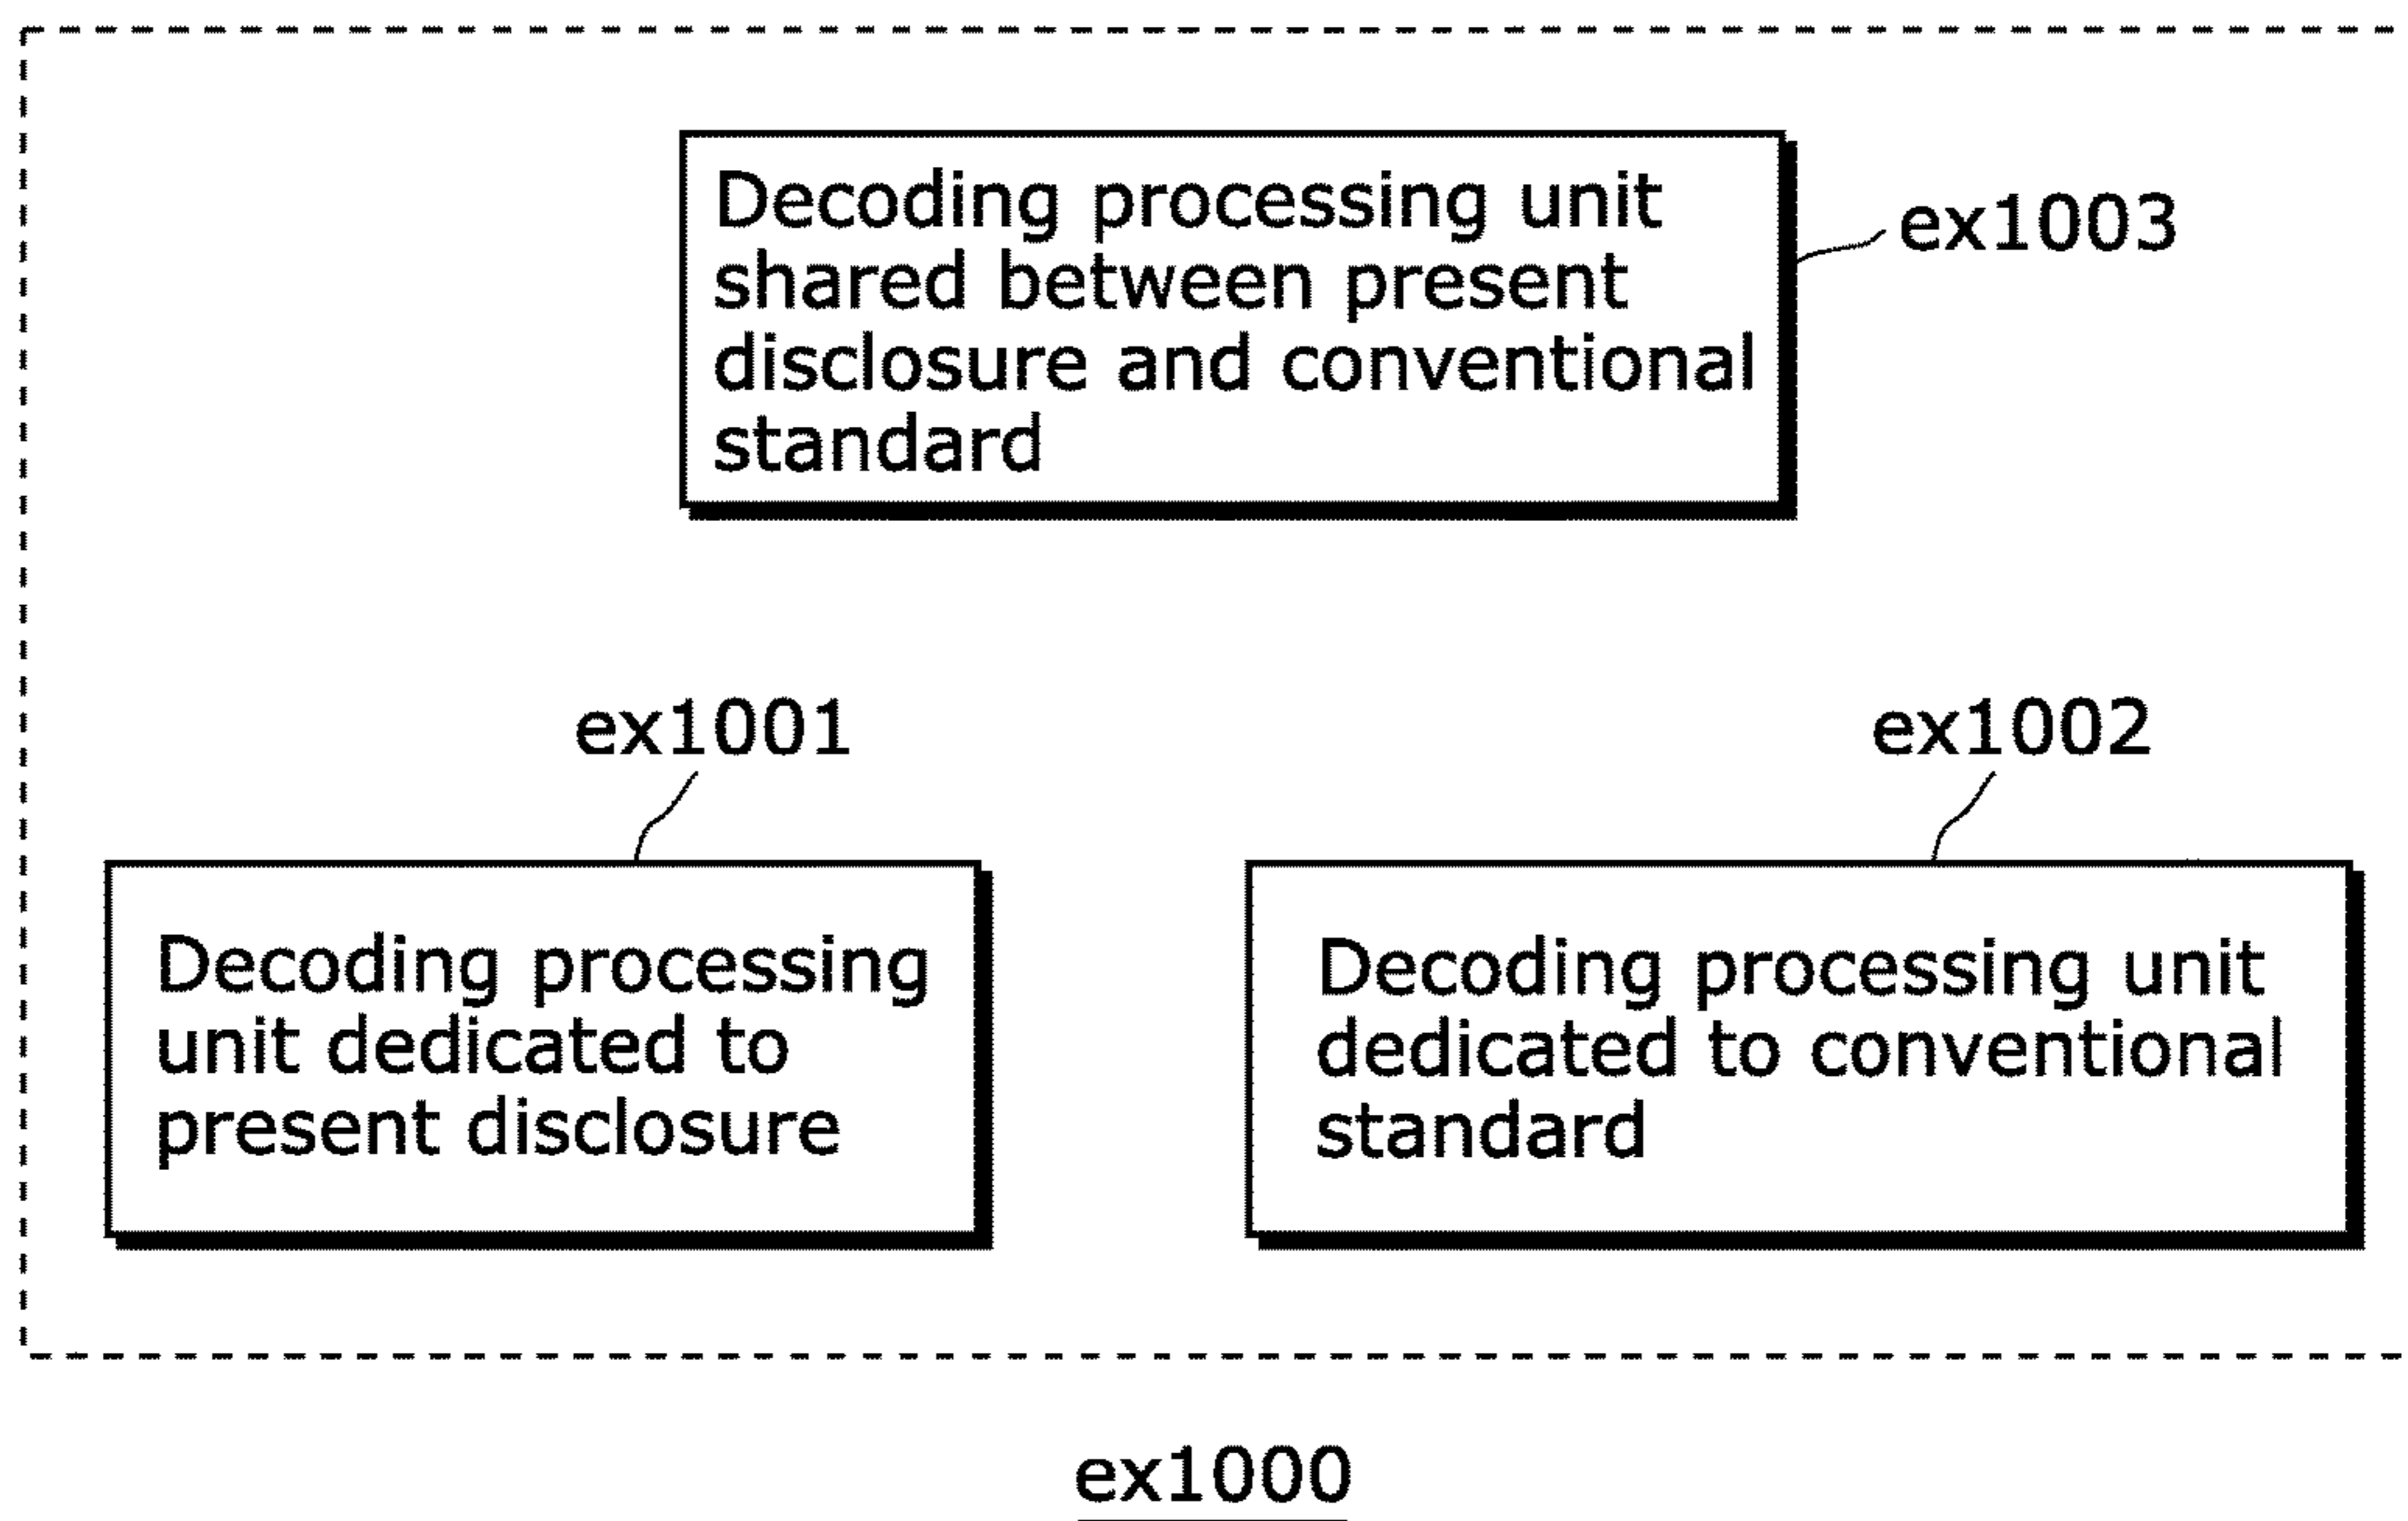 Decoding processing unit
shared between present
disclosure and conventional
standard
ex1003
ex1001
ex1002
Decoding processing
unit dedicated to
present disclosure
Decoding processing unit
dedicated to conventional
standard
ex1000